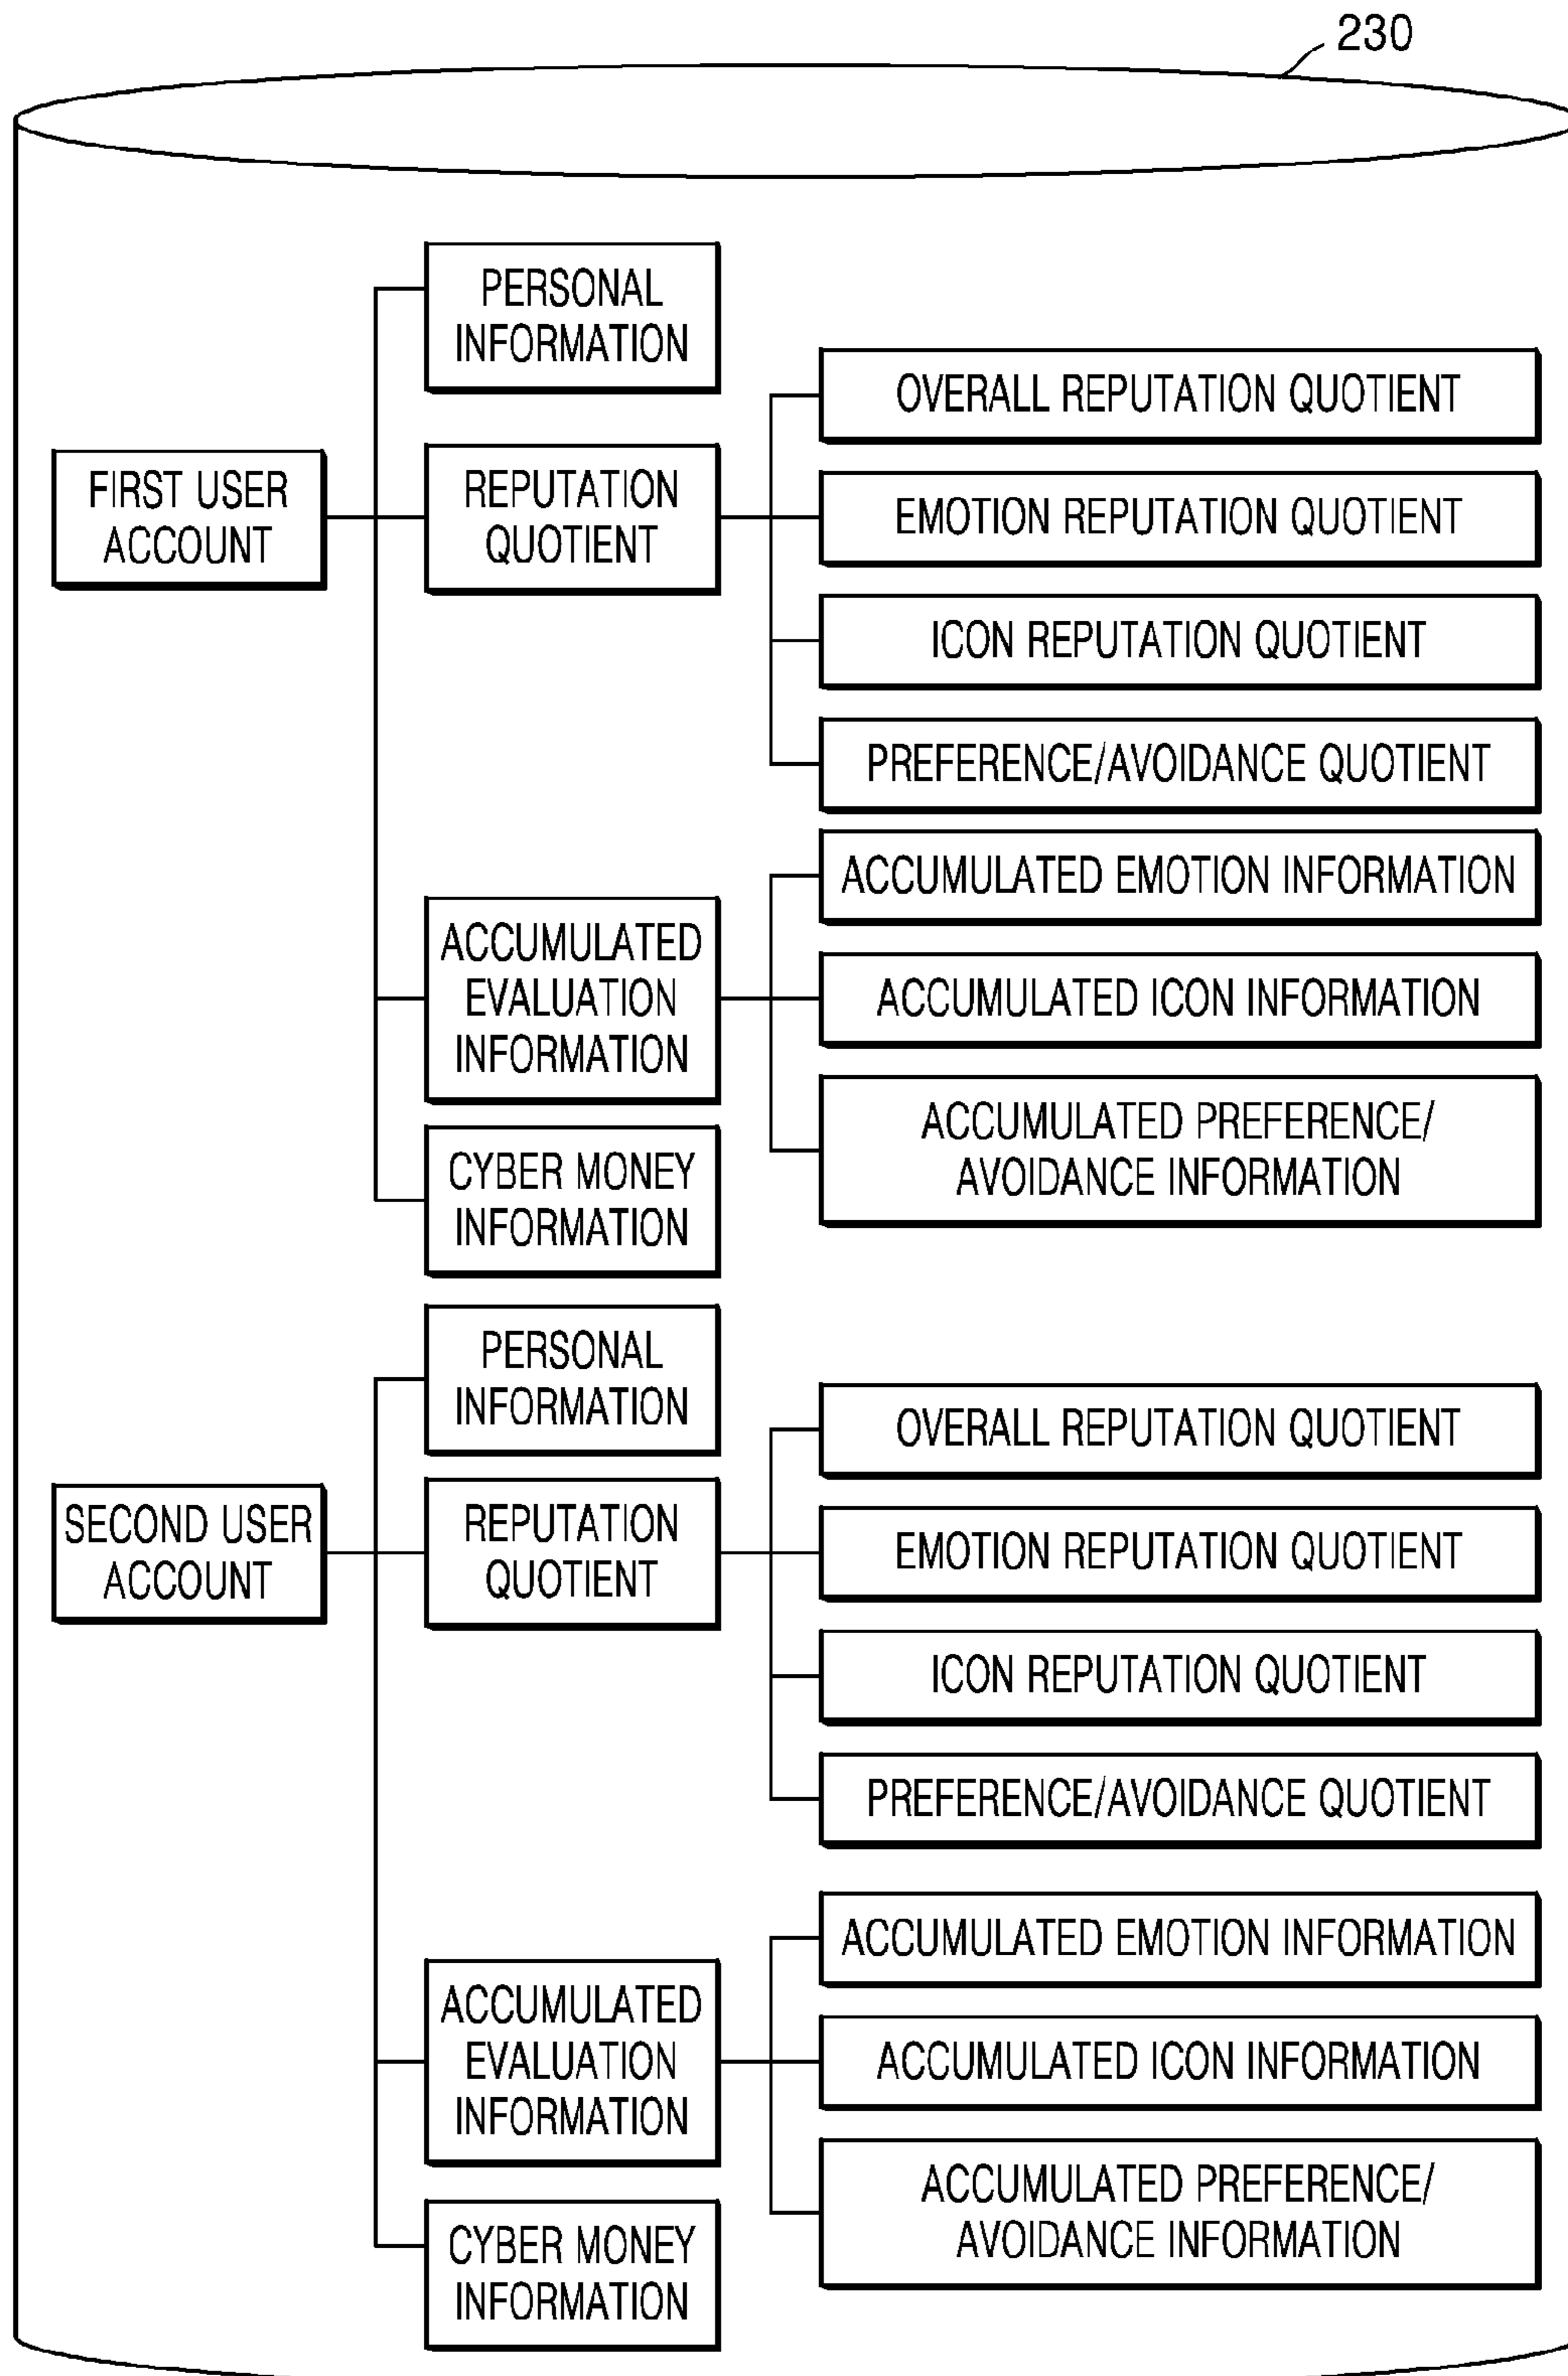 230
PERSONAL
INFORMATION
OVERALL REPUTATION QUOTIENT
FIRST USER
ACCOUNT
REPUTATION
QUOTIENT
EMOTION REPUTATION QUOTIENT
ICON REPUTATION QUOTIENT
PREFERENCE/AVOIDANCE QUOTIENT
ACCUMULATED EMOTION INFORMATION
ACCUMULATED
EVALUATION
INFORMATION
ACCUMULATED ICON INFORMATION
ACCUMULATED PREFERENCE/
AVOIDANCE INFORMATION
CYBER MONEY
INFORMATION
PERSONAL
INFORMATION
OVERALL REPUTATION QUOTIENT
SECOND USER
ACCOUNT
REPUTATION
QUOTIENT
EMOTION REPUTATION QUOTIENT
ICON REPUTATION QUOTIENT
PREFERENCE/AVOIDANCE QUOTIENT
ACCUMULATED EMOTION INFORMATION
ACCUMULATED
EVALUATION
INFORMATION
ACCUMULATED ICON INFORMATION
ACCUMULATED PREFERENCE/
AVOIDANCE INFORMATION
CYBER MONEY
INFORMATION